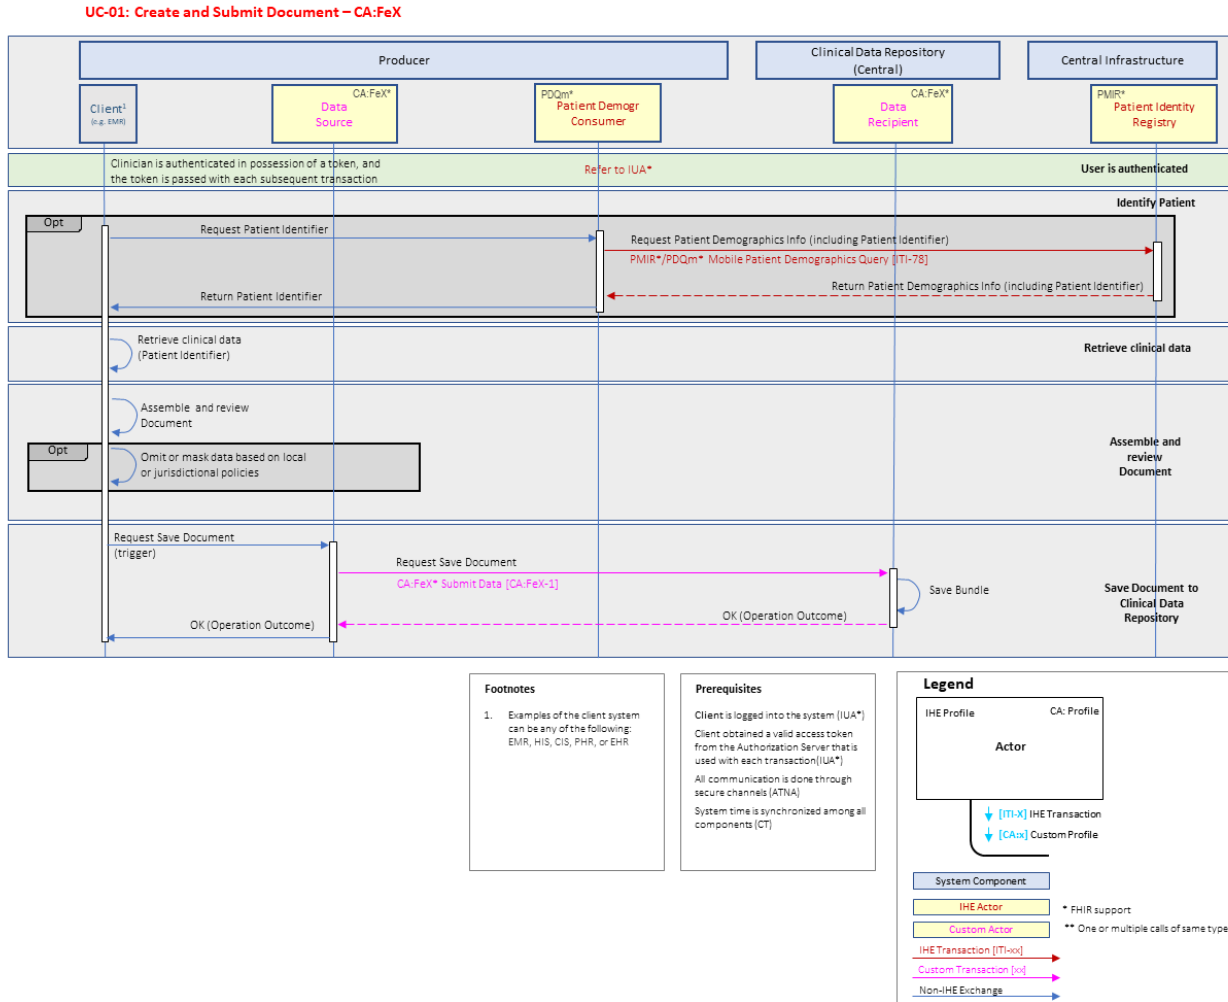 UC-01: Create and Submit Document – CA:FeX
Producer
Clinical Data Repository
(Central)
Central Infrastructure
Client¹
(e.g. EMR)
CA:FeX*
Data
Source
PDQm*
Patient Demogr
Consumer
CA:FeX*
Data
Recipient
PMIR*
Patient Identity
Registry
Clinician is authenticated in possession of a token, and
the token is passed with each subsequent transaction
Refer to IUA*
User is authenticated
Identify Patient
Opt
Request Patient Identifier
Request Patient Demographics Info (including Patient Identifier)
PMIR*/PDQm* Mobile Patient Demographics Query [ITI-78]
Return Patient Demographics Info (including Patient Identifier)
Return Patient Identifier
Retrieve clinical data
(Patient Identifier)
Retrieve clinical data
Assemble and review
Document
Opt
Omit or mask data based on local
or jurisdictional policies
Assemble and
review
Document
Request Save Document
(trigger)
Request Save Document
CA:FeX* Submit Data [CA:FeX-1]
Save Bundle
Save Document to
Clinical Data
Repository
OK (Operation Outcome)
OK (Operation Outcome)
Footnotes
1. Examples of the client system
can be any of the following:
EMR, HIS, CIS, PHR, or EHR
Prerequisites
Client is logged into the system (IUA*)
Client obtained a valid access token
from the Authorization Server that is
used with each transaction(IUA*)
All communication is done through
secure channels (ATNA)
System time is synchronized among all
components (CT)
Legend
IHE Profile
CA: Profile
Actor
[ITI-X] IHE Transaction
[CA:x] Custom Profile
System Component
IHE Actor
* FHIR support
Custom Actor
** One or multiple calls of same type
IHE Transaction [ITI-xx]
Custom Transaction [xx]
Non-IHE Exchange